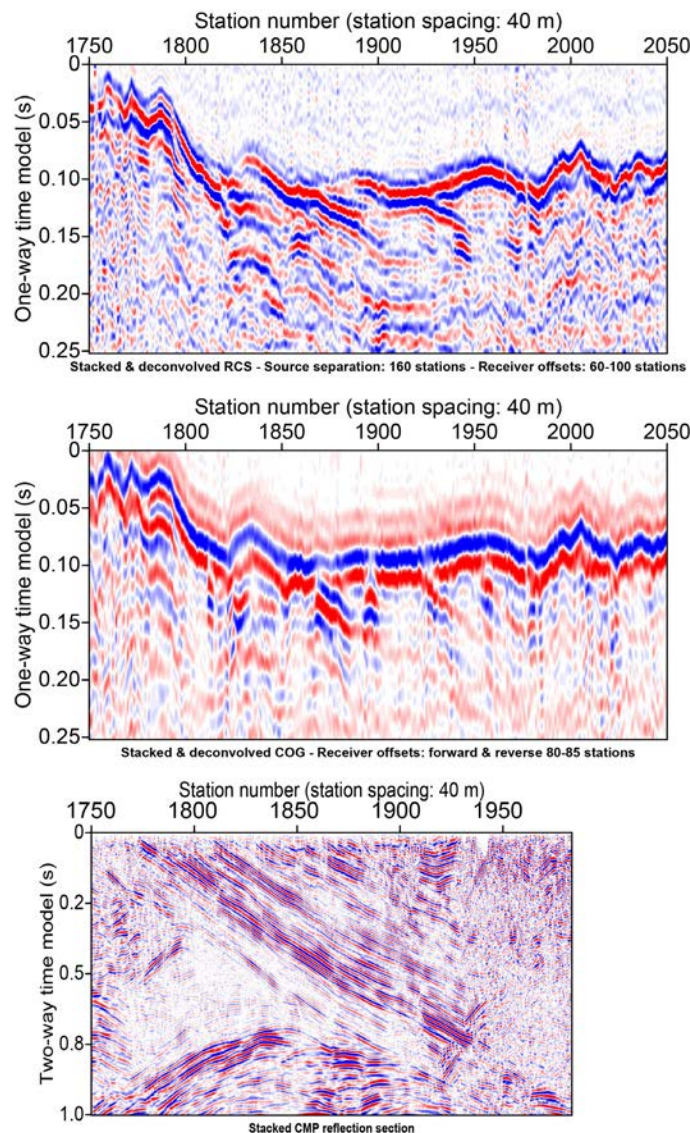 Station number (station spacing: 40 m)
1750 1800 1850 1900 1950 2000 2050
0
0.05
0.10
0.15
0.20
0.25
One-way time model (s)
Stacked & deconvolved RCS - Source separation: 160 stations - Receiver offsets: 60-100 stations
Station number (station spacing: 40 m)
1750 1800 1850 1900 1950 2000 2050
0
0.05
0.10
0.15
0.20
0.25
One-way time model (s)
Stacked & deconvolved COG - Receiver offsets: forward & reverse 80-85 stations
Station number (station spacing: 40 m)
1750 1800 1850 1900 1950
0
0.2
0.5
0.8
1.0
Two-way time model (s)
Stacked CMP reflection section